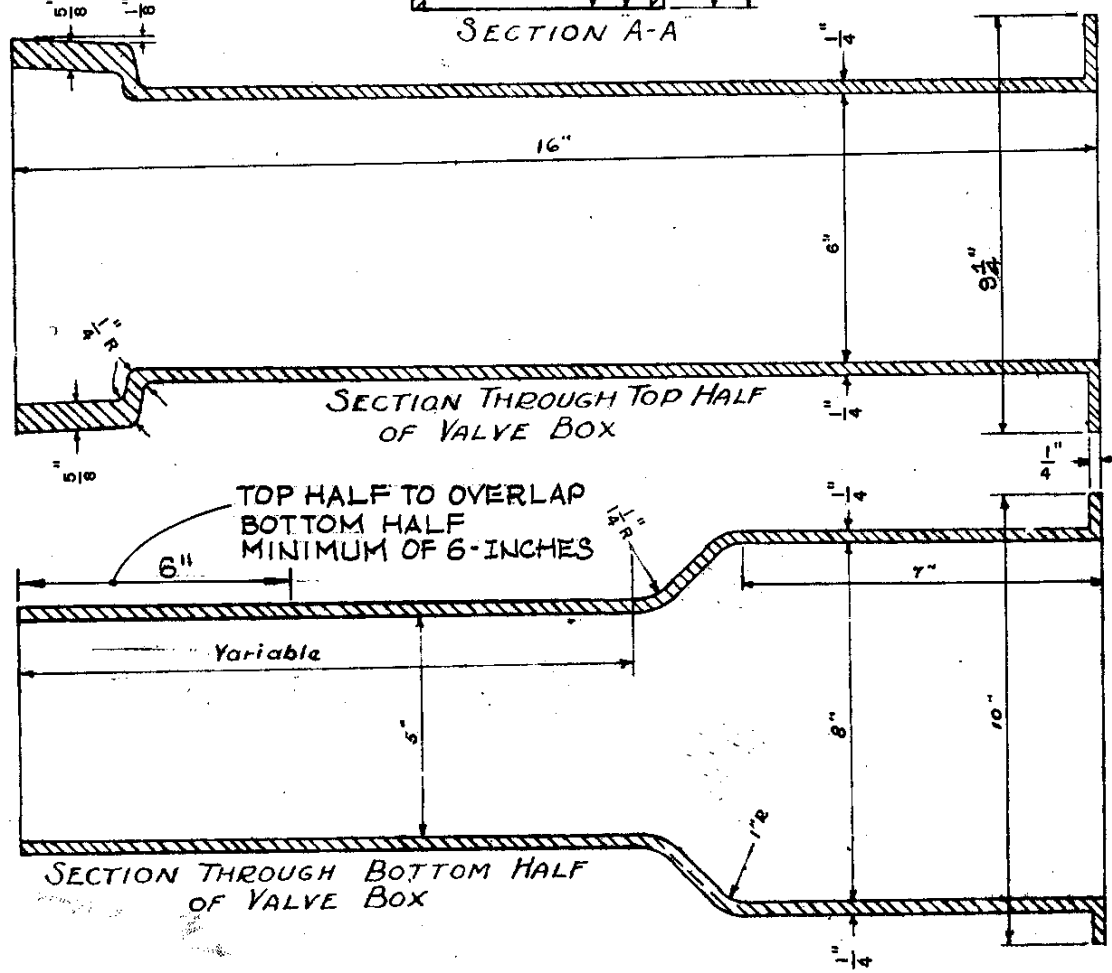 5/8"
1/8"
SECTION A-A
1/4"
16"
6"
9 1/4"
1/4" R
SECTION THROUGH TOP HALF
OF VALVE BOX
1/4"
5/8"
1/4"
TOP HALF TO OVERLAP
BOTTOM HALF
MINIMUM OF 6-INCHES
6"
1 1/4" R
1/4"
7"
Variable
5"
8"
10"
1"R
SECTION THROUGH BOTTOM HALF
OF VALVE BOX
1/4"